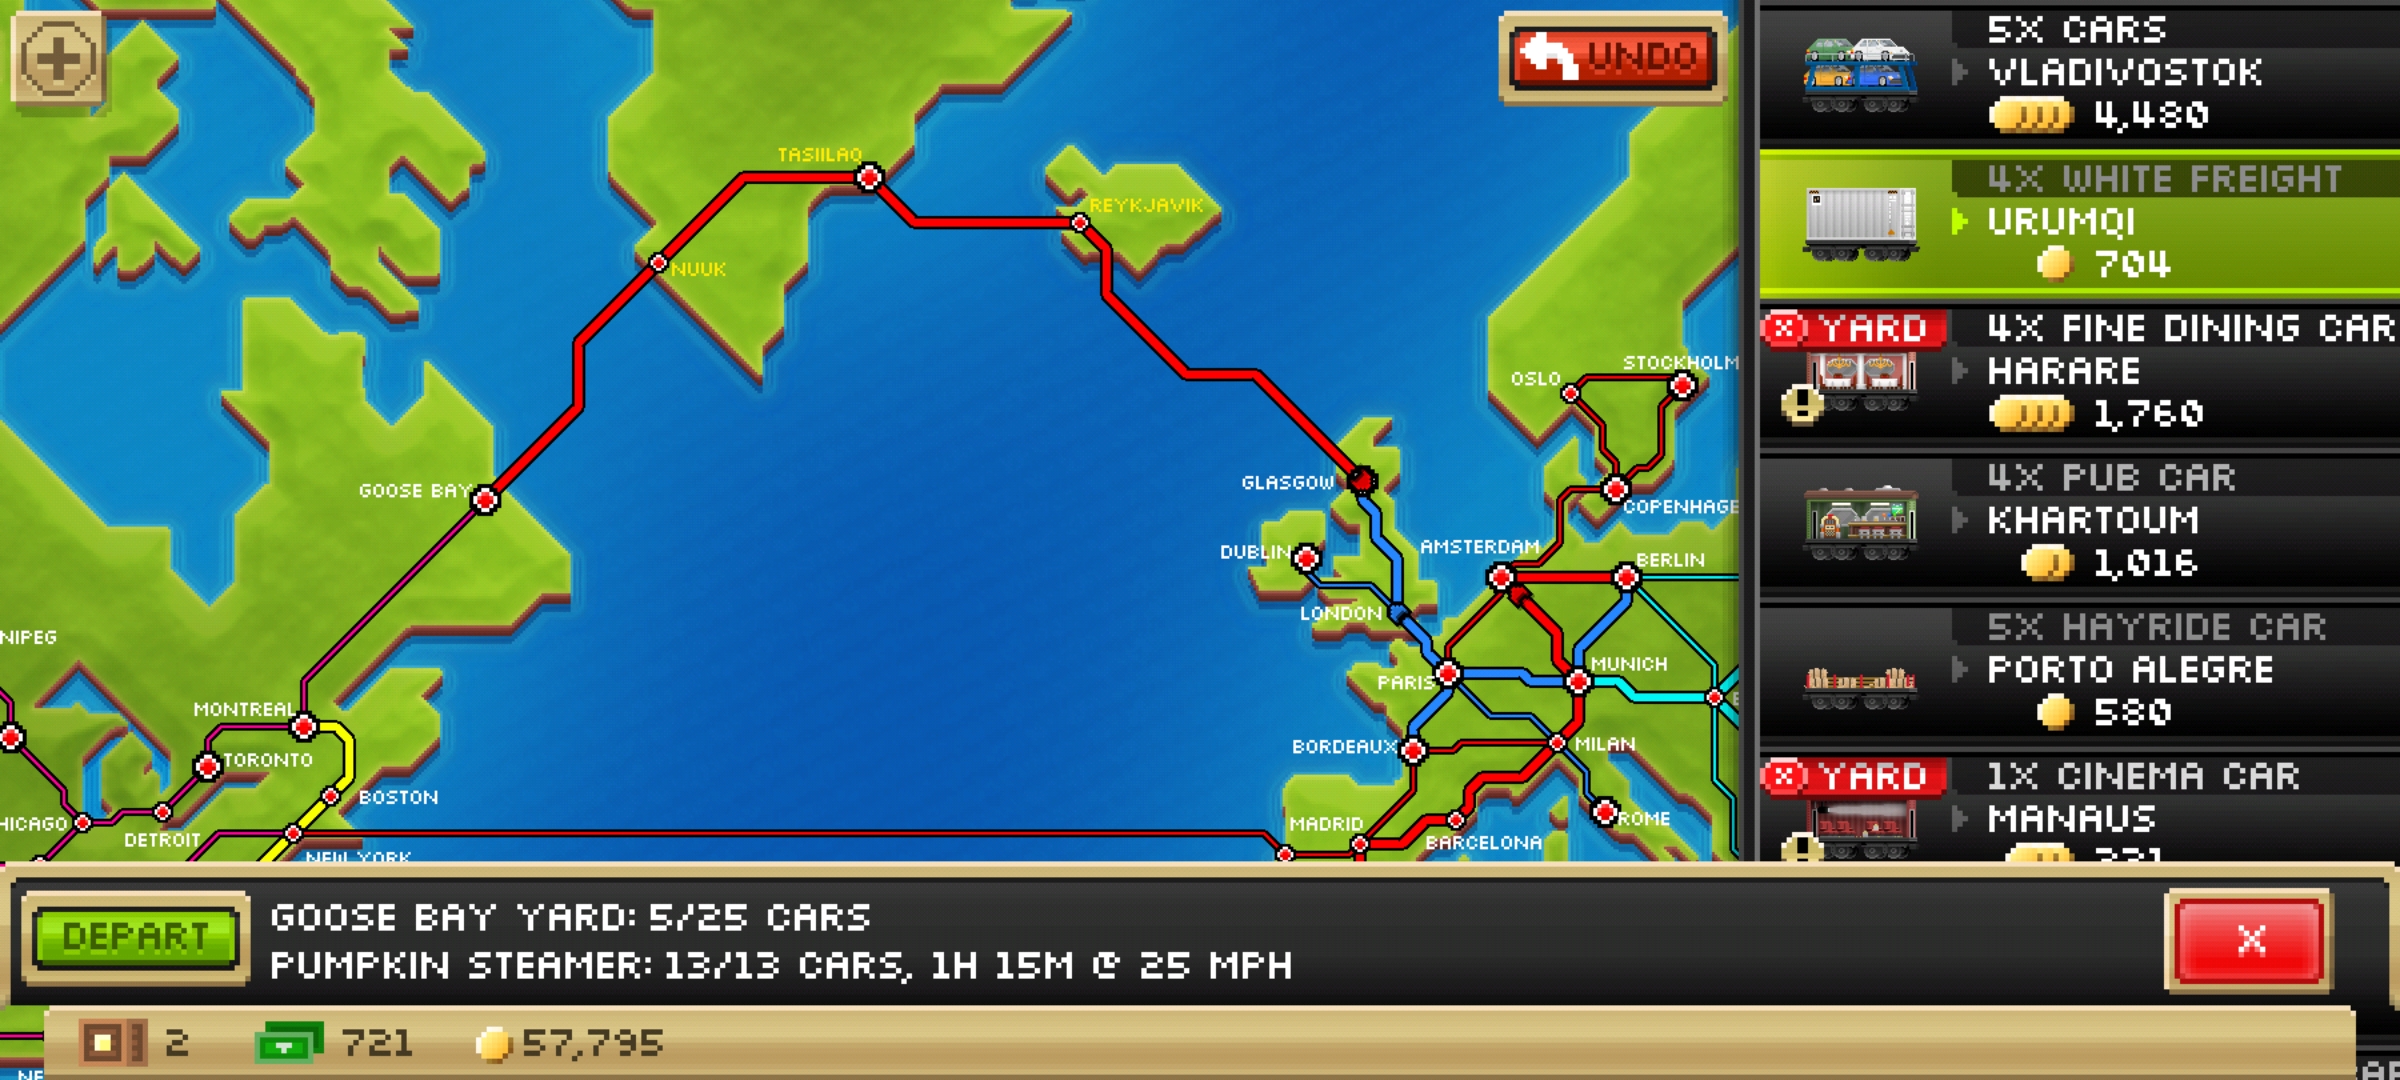 UNDO
TASIILAQ
REYKJAVIK
NUUK
GOOSE BAY
GLASGOW
DUBLIN
LONDON
OSLO
STOCKHOLM
COPENHAGE
AMSTERDAM
BERLIN
PARIS
MUNICH
BORDEAUX
MILAN
MADRID
BARCELONA
ROME
NIPEG
MONTREAL
TORONTO
BOSTON
HICAGO
DETROIT
NEW YORK
5X CARS
VLADIVOSTOK
4,480
4X WHITE FREIGHT
URUMQI
704
YARD
4X FINE DINING CAR
HARARE
1,760
4X PUB CAR
KHARTOUM
1,016
5X HAYRIDE CAR
PORTO ALEGRE
580
YARD
1X CINEMA CAR
MANAUS
DEPART
GOOSE BAY YARD: 5/25 CARS
PUMPKIN STEAMER: 13/13 CARS, 1H 15M @ 25 MPH
X
2
721
57,795
NE